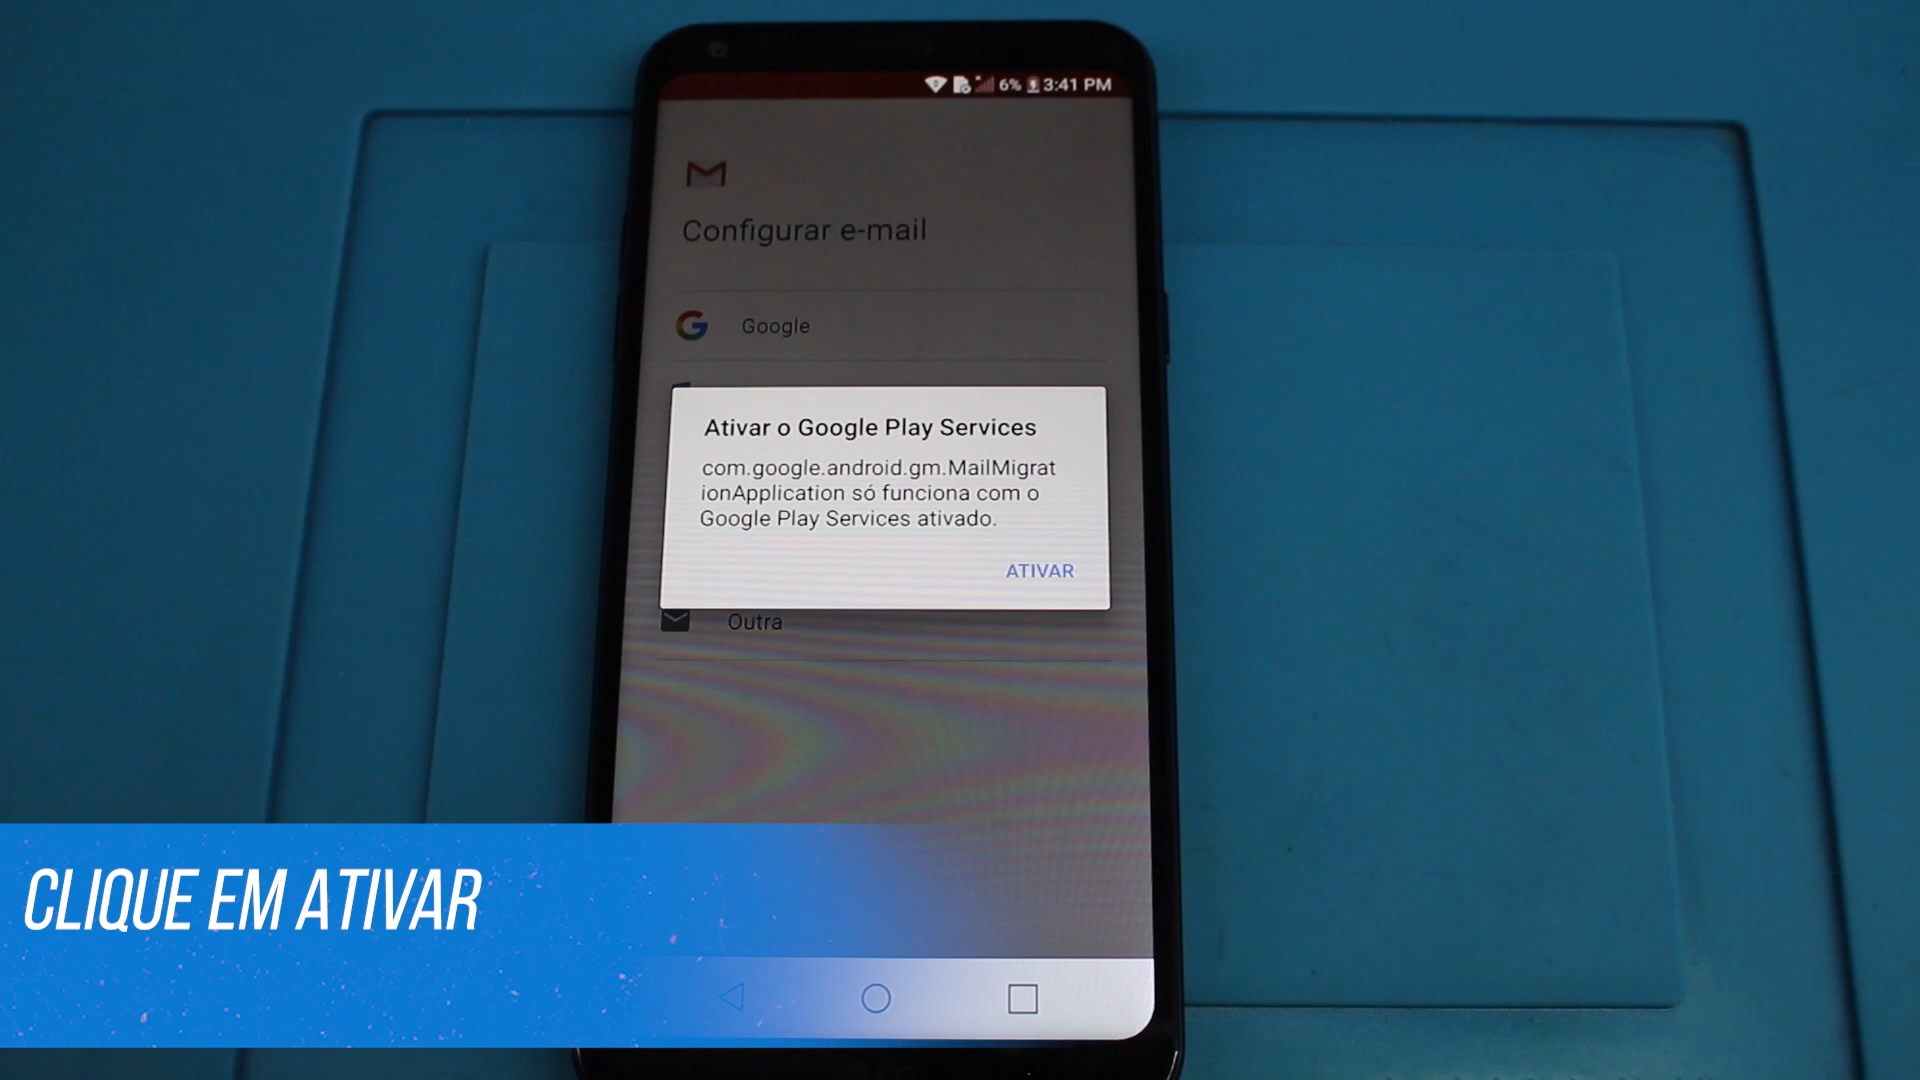 6% 3:41 PM
Configurar e-mail
Google
Ativar o Google Play Services
com.google.android.gm.MailMigrat
ionApplication só funciona com o
Google Play Services ativado.
ATIVAR
Outra
CLIQUE EM ATIVAR